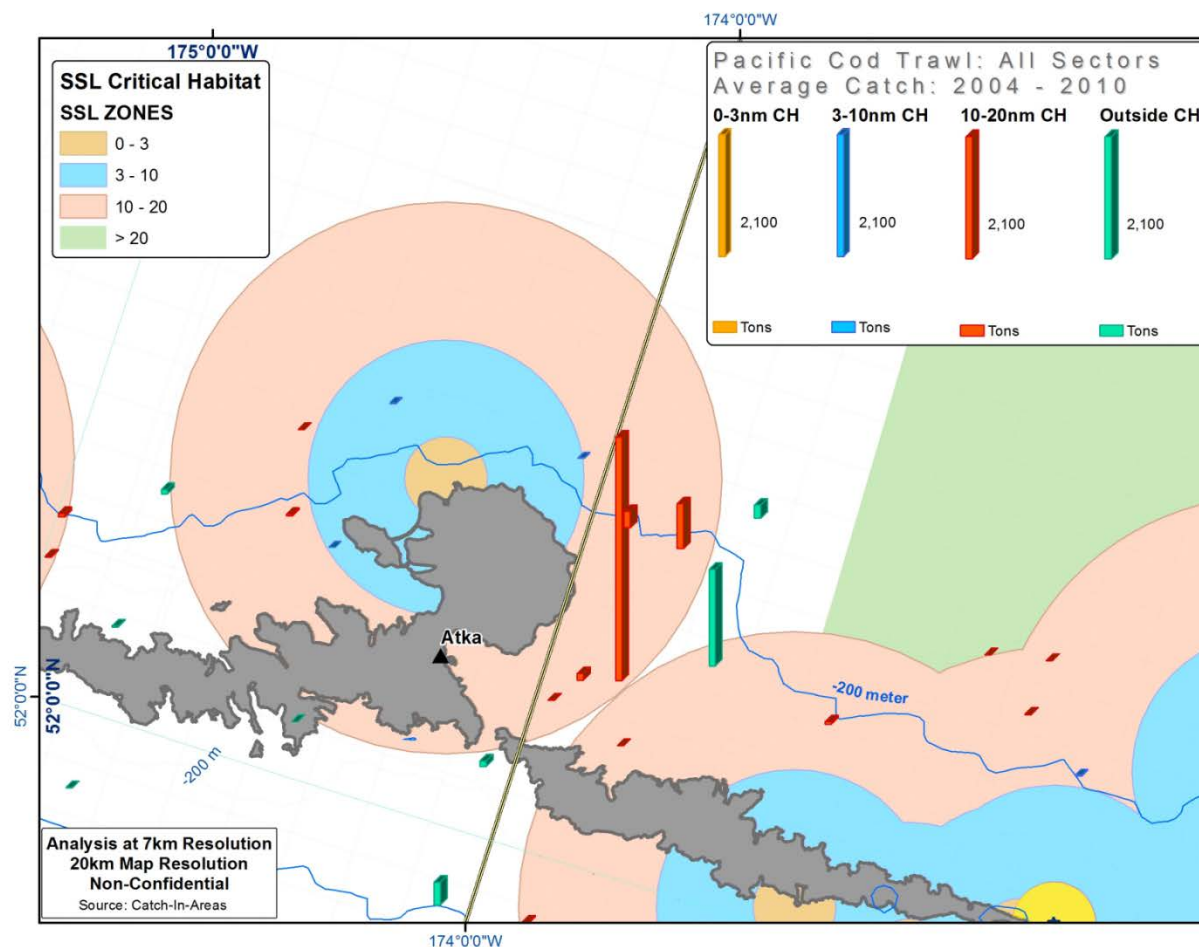 174°0'0"W
175°0'0"W
SSL Critical Habitat
SSL ZONES
0 - 3
3 - 10
10 - 20
> 20
Pacific Cod Trawl: All Sectors
Average Catch: 2004 - 2010
0-3nm CH 3-10nm CH 10-20nm CH Outside CH
2,100 2,100 2,100 2,100
Tons Tons Tons Tons
Atka
52°0'0"N
52°0'0"N
-200 meter
-200 m
Analysis at 7km Resolution
20km Map Resolution
Non-Confidential
Source: Catch-In-Areas
174°0'0"W